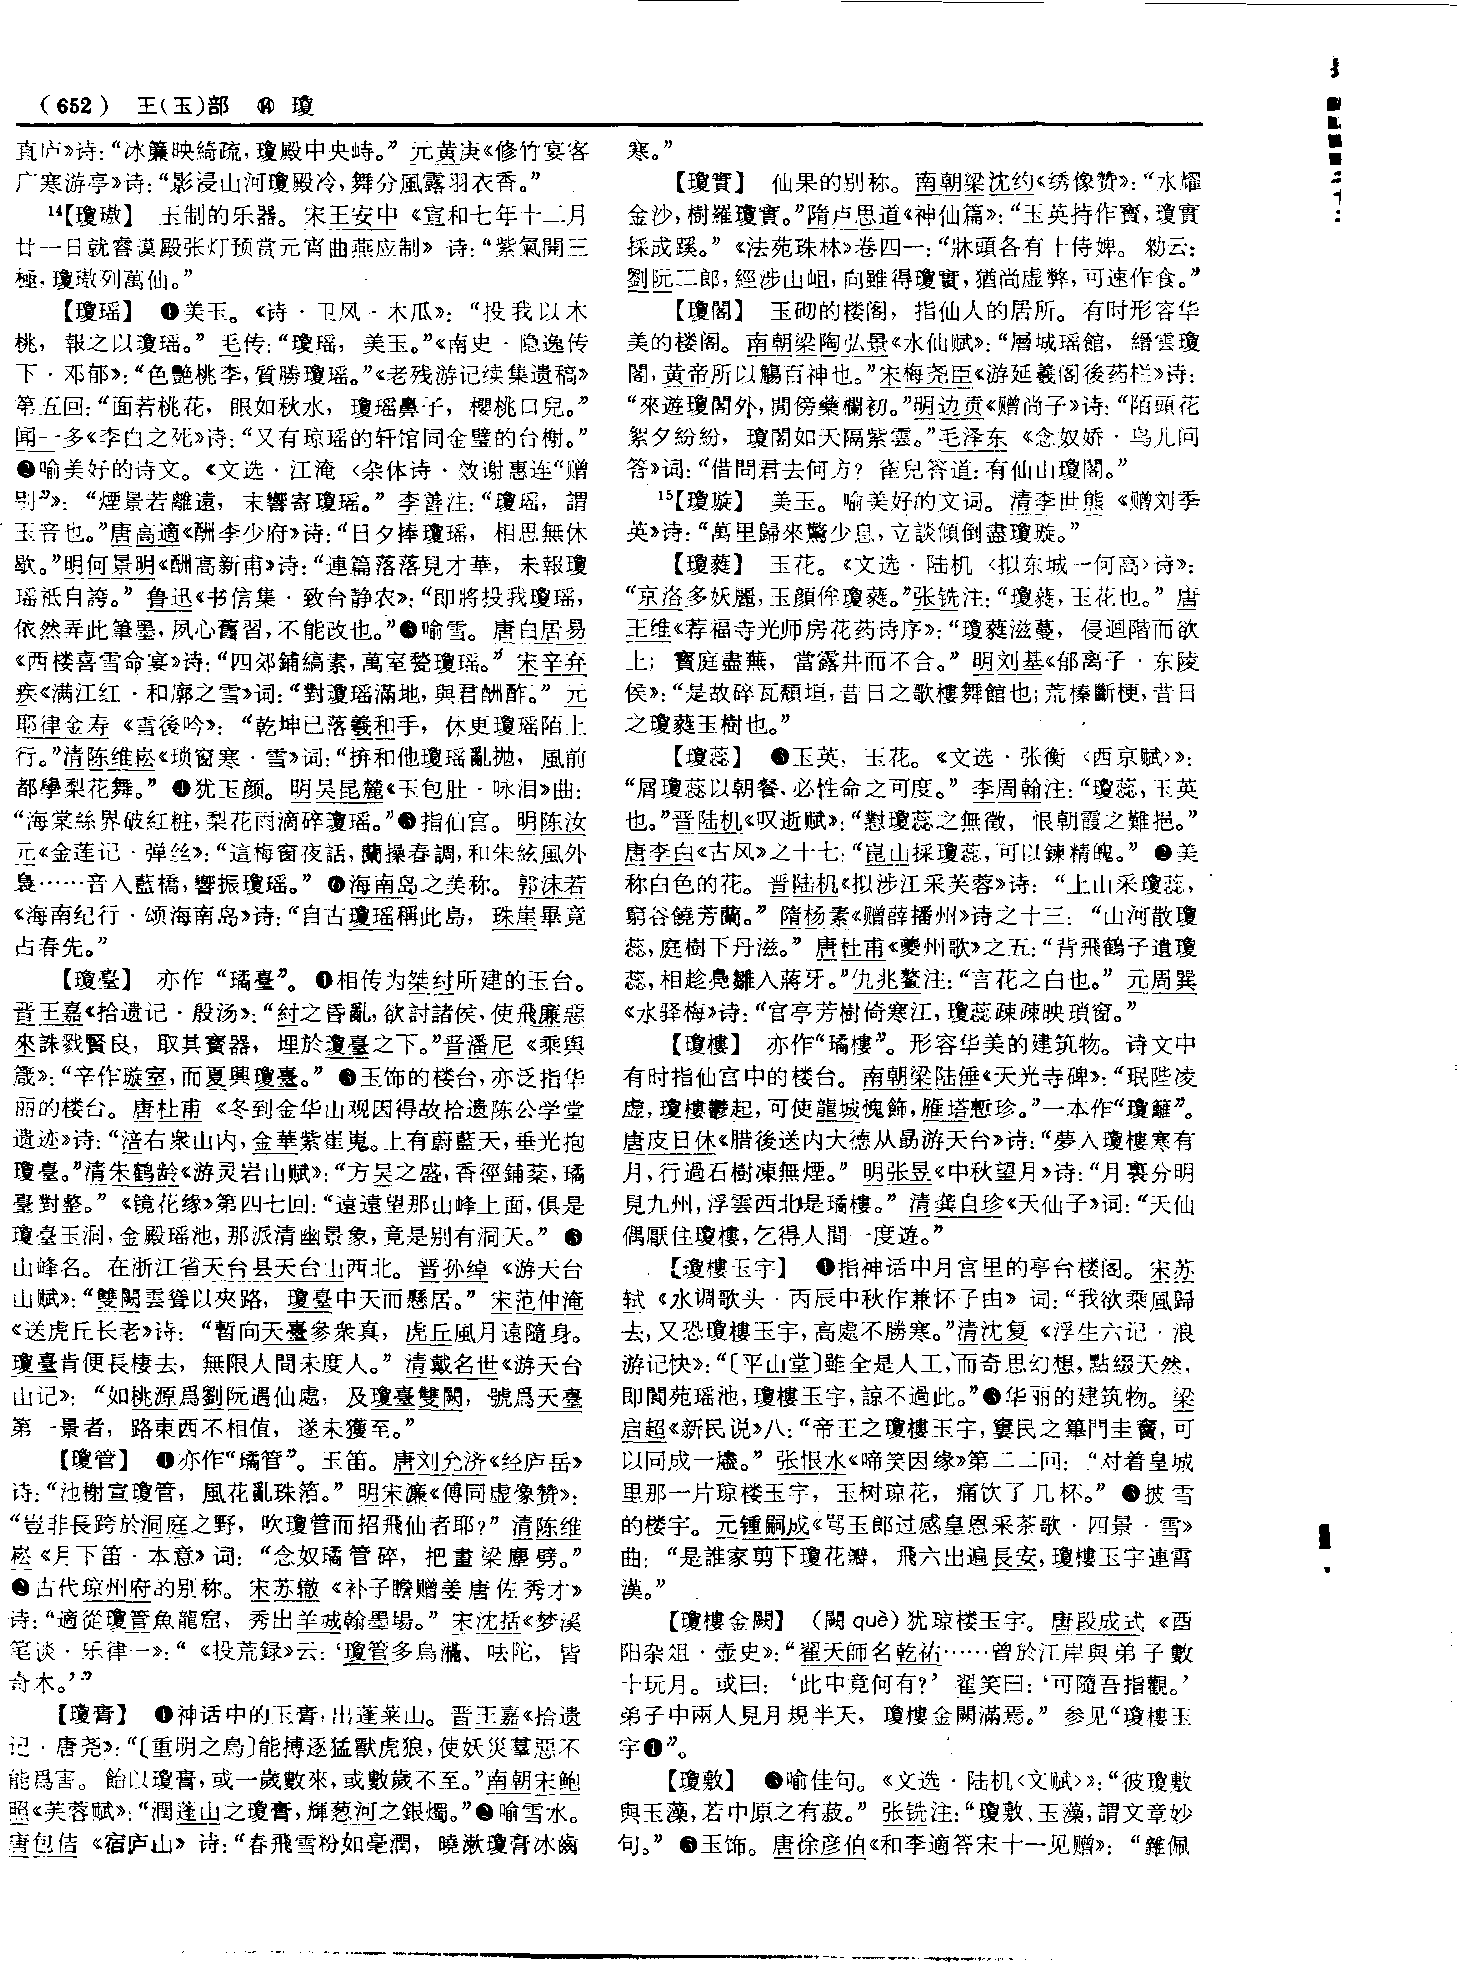 （652） 王（玉）部 ⑭ 瓊
真庐》诗：“冰簾映綺疏，瓊殿中央峙。”元黄庚《修竹宴客
广寒游亭》诗：“影浸山河瓊殿冷，舞分風露羽衣香。”
14【瓊璈】 玉制的乐器。宋王安中《宣和七年十二月
廿一日就睿谟殿张灯预赏元宵曲燕应制》诗：“紫氣開三
極，瓊璈列萬仙。”
【瓊瑶】 ❶美玉。《诗·卫风·木瓜》：“投我以木
桃，報之以瓊瑶。”毛传：“瓊瑶，美玉。”《南史·隐逸传
下·邓郁》：“色艷桃李，質勝瓊瑶。”《老残游记续集遗稿》
第五回：“面若桃花，眼如秋水，瓊瑶鼻子，櫻桃口兒。”
闻一多《李白之死》诗：“又有琼瑶的轩馆同金璧的台榭。”
❷喻美好的诗文。《文选·江淹〈杂体诗·效谢惠连“赠
别”〉》：“煙景若離遠，末響寄瓊瑶。”李善注：“瓊瑶，謂
玉音也。”唐高適《酬李少府》诗：“日夕捧瓊瑶，相思無休
歇。”明何景明《酬高新甫》诗：“連篇落落見才華，未報瓊
瑶衹自誇。”鲁迅《书信集·致台静农》：“即將投我瓊瑶，
依然弄此筆墨，夙心舊習，不能改也。”❸喻雪。唐白居易
《西楼喜雪命宴》诗：“四郊鋪縞素，萬室甃瓊瑶。”宋辛弃
疾《满江红·和廓之雪》词：“對瓊瑶滿地，與君酬酢。”元
耶律金寿《雪後吟》：“乾坤已落羲和手，休更瓊瑶陌上
行。”清陈维崧《琐窗寒·雪》词：“拚和他瓊瑶亂抛，風前
都學梨花舞。”❹犹玉颜。明吴昆麓《玉包肚·咏泪》曲：
“海棠絲界破紅粧，梨花雨滴碎瓊瑶。”❺指仙宫。明陈汝
元《金莲记·弹丝》：“這梅窗夜話，蘭操春調，和朱絃風外
裊……音入藍橋，響振瓊瑶。”❻海南岛之美称。郭沫若
《海南纪行·颂海南岛》诗：“自古瓊瑶稱此島，珠崖畢竟
占春先。”
【瓊臺】 亦作“璚臺”。❶相传为桀纣所建的玉台。
晋王嘉《拾遗记·殷汤》：“紂之昏亂，欲討諸侯，使飛廉惡
來誅戮賢良，取其寶器，埋於瓊臺之下。”晋潘尼《乘舆
箴》：“辛作璇室，而夏興瓊臺。”❷玉饰的楼台，亦泛指华
丽的楼台。唐杜甫《冬到金华山观因得故拾遗陈公学堂
遗迹》诗：“涪右衆山内，金華紫崔嵬。上有蔚藍天，垂光抱
瓊臺。”清朱鹤龄《游灵岩山赋》：“方吴之盛，香徑鋪菜，璚
臺對整。”《镜花缘》第四七回：“遠遠望那山峰上面，俱是
瓊臺玉洞，金殿瑶池，那派清幽景象，竟是别有洞天。”❸
山峰名。在浙江省天台县天台山西北。晋孙绰《游天台
山赋》：“雙闕雲聳以夾路，瓊臺中天而懸居。”宋范仲淹
《送虎丘长老》诗：“暫向天臺參衆真，虎丘風月遠隨身。
瓊臺肯便長棲去，無限人間未度人。”清戴名世《游天台
山记》：“如桃源爲劉阮遇仙處，及瓊臺雙闕，號爲天臺
第一景者，路東西不相值，遂未獲至。”
【瓊管】 ❶亦作“璚管”。玉笛。唐刘允济《经庐岳》
诗：“池榭宣瓊管，風花亂珠箔。”明宋濂《傅同虚像赞》：
“豈非長跨於洞庭之野，吹瓊管而招飛仙者耶？”清陈维
崧《月下笛·本意》词：“念奴璚管碎，把畫梁塵劈。”
❷古代琼州府的别称。宋苏辙《补子瞻赠姜唐佐秀才》
诗：“適從瓊管魚龍窟，秀出羊城翰墨場。”宋沈括《梦溪
笔谈·乐律一》：“《投荒録》云：‘瓊管多烏㵱、呿陀，皆
奇木。’”
【瓊膏】 ❶神话中的玉膏，出蓬莱山。晋王嘉《拾遗
记·唐尧》：“〔重明之鳥〕能搏逐猛獸虎狼，使妖災羣惡不
能爲害。飴以瓊膏，或一歲數來，或數歲不至。”南朝宋鲍
照《芙蓉赋》：“潤蓬山之瓊膏，輝葱河之銀燭。”❷喻雪水。
唐包佶《宿庐山》诗：“春飛雪粉如毫潤，曉漱瓊膏冰齒
寒。”
【瓊實】 仙果的别称。南朝梁沈约《绣像赞》：“水耀
金沙，樹羅瓊實。”隋卢思道《神仙篇》：“玉英持作寶，瓊實
採成蹊。”《法苑珠林》卷四一：“牀頭各有十侍婢。勑云：
劉阮二郎，經涉山岨，向雖得瓊實，猶尚虚弊，可速作食。”
【瓊閣】 玉砌的楼阁，指仙人的居所。有时形容华
美的楼阁。南朝梁陶弘景《水仙赋》：“層城瑶館，縉雲瓊
閣，黄帝所以觴百神也。”宋梅尧臣《游延羲阁後药栏》诗：
“來遊瓊閣外，閒傍藥欄初。”明边贡《赠尚子》诗：“陌頭花
絮夕紛紛，瓊閣如天隔紫雲。”毛泽东《念奴娇·鸟儿问
答》词：“借問君去何方？雀兒答道：有仙山瓊閣。”
15【瓊璇】 美玉。喻美好的文词。清李世熊《赠刘季
英》诗：“萬里歸來驚少息，立談傾倒盡瓊璇。”
【瓊蕤】 玉花。《文选·陆机〈拟东城一何高〉诗》：
“京洛多妖麗，玉顔侔瓊蕤。”张铣注：“瓊蕤，玉花也。”唐
王维《荐福寺光师房花药诗序》：“瓊蕤滋蔓，侵迴階而欲
上；寶庭盡蕪，當露井而不合。”明刘基《郁离子·东陵
侯》：“是故碎瓦頽垣，昔日之歌樓舞館也；荒榛斷梗，昔日
之瓊蕤玉樹也。”
【瓊蕊】 ❶玉英，玉花。《文选·张衡〈西京赋〉》：
“屑瓊蕊以朝餐，必性命之可度。”李周翰注：“瓊蕊，玉英
也。”晋陆机《叹逝赋》：“懟瓊蕊之無徵，恨朝霞之難挹。”
唐李白《古风》之十七：“崑山採瓊蕊，可以鍊精魄。”❷美
称白色的花。晋陆机《拟涉江采芙蓉》诗：“上山采瓊蕊，
窮谷饒芳蘭。”隋杨素《赠薛播州》诗之十三：“山河散瓊
蕊，庭樹下丹滋。”唐杜甫《夔州歌》之五：“背飛鶴子遺瓊
蕊，相趁鳧雛入蔣牙。”仇兆鳌注：“言花之白也。”元周巽
《水驿梅》诗：“官亭芳樹倚寒江，瓊蕊疎疎映瑣窗。”
【瓊樓】 亦作“璚樓”。形容华美的建筑物。诗文中
有时指仙宫中的楼台。南朝梁陆倕《天光寺碑》：“珉陛凌
虚，瓊樓鬱起，可使龍城愧飾，雁塔慙珍。”一本作“瓊籬”。
唐皮日休《腊後送内大德从勗游天台》诗：“夢入瓊樓寒有
月，行過石樹凍無煙。”明张昱《中秋望月》诗：“月裏分明
見九州，浮雲西北是璚樓。”清龚自珍《天仙子》词：“天仙
偶厭住瓊樓，乞得人間一度遊。”
【瓊樓玉宇】 ❶指神话中月宫里的亭台楼阁。宋苏
轼《水调歌头·丙辰中秋作兼怀子由》词：“我欲乘風歸
去，又恐瓊樓玉宇，高處不勝寒。”清沈复《浮生六记·浪
游记快》：“〔平山堂〕雖全是人工，而奇思幻想，點綴天然，
即閬苑瑶池，瓊樓玉宇，諒不過此。”❷华丽的建筑物。梁
启超《新民说》八：“帝王之瓊樓玉宇，窶民之篳門圭竇，可
以同成一燼。”张恨水《啼笑因缘》第二二回：“对着皇城
里那一片琼楼玉宇，玉树琼花，痛饮了几杯。”❸披雪
的楼宇。元锺嗣成《骂玉郎过感皇恩采茶歌·四景·雪》
曲：“是誰家剪下瓊花瓣，飛六出遍長安，瓊樓玉宇連霄
漢。”
【瓊樓金闕】 （闕 què）犹琼楼玉宇。唐段成式《酉
阳杂俎·壶史》：“翟天師名乾祐……曾於江岸與弟子數
十玩月。或曰：‘此中竟何有？’翟笑曰：‘可隨吾指觀。’
弟子中兩人見月規半天，瓊樓金闕滿焉。”参见“瓊樓玉
宇❶”。
【瓊敷】 ❶喻佳句。《文选·陆机〈文赋〉》：“彼瓊敷
與玉藻，若中原之有菽。”张铣注：“瓊敷、玉藻，謂文章妙
句。”❷玉饰。唐徐彦伯《和李適答宋十一见赠》：“雜佩